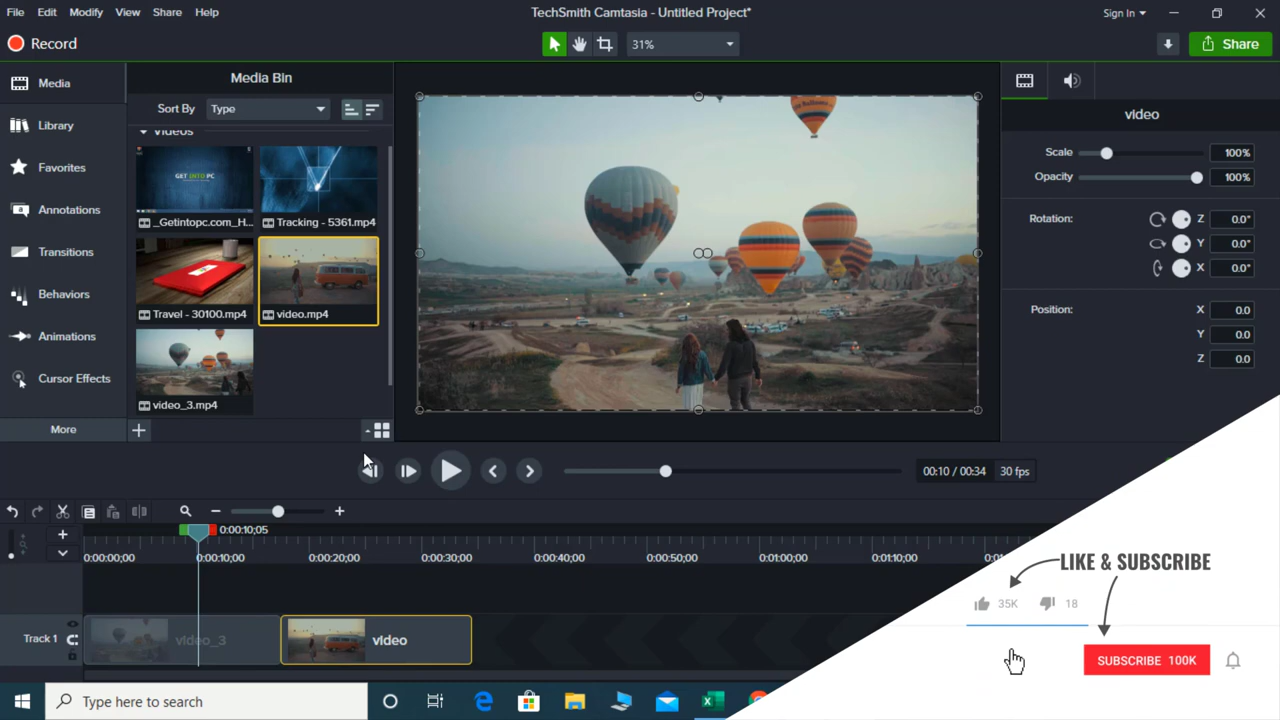 File Edit Modify View Share Help
TechSmith Camtasia - Untitled Project*
Sign In
Record
31%
Share
Media
Library
Favorites
Annotations
Transitions
Behaviors
Animations
Cursor Effects
More
Media Bin
Sort By Type
Videos
GET INTO PC
_Getintopc.com_H...
Tracking - 5361.mp4
Travel - 30100.mp4
video.mp4
video_3.mp4
video
Scale 100%
Opacity 100%
Rotation: Z 0.0°
Y 0.0°
X 0.0°
Position: X 0.0
Y 0.0
Z 0.0
00:10 / 00:34 30 fps
0:00:10;05
0:00:00;00 0:00:10;00 0:00:20;00 0:00:30;00 0:00:40;00 0:00:50;00 0:01:00;00 0:01:10;00
Track 1
video_3
video
LIKE & SUBSCRIBE
35K 18
SUBSCRIBE 100K
Type here to search